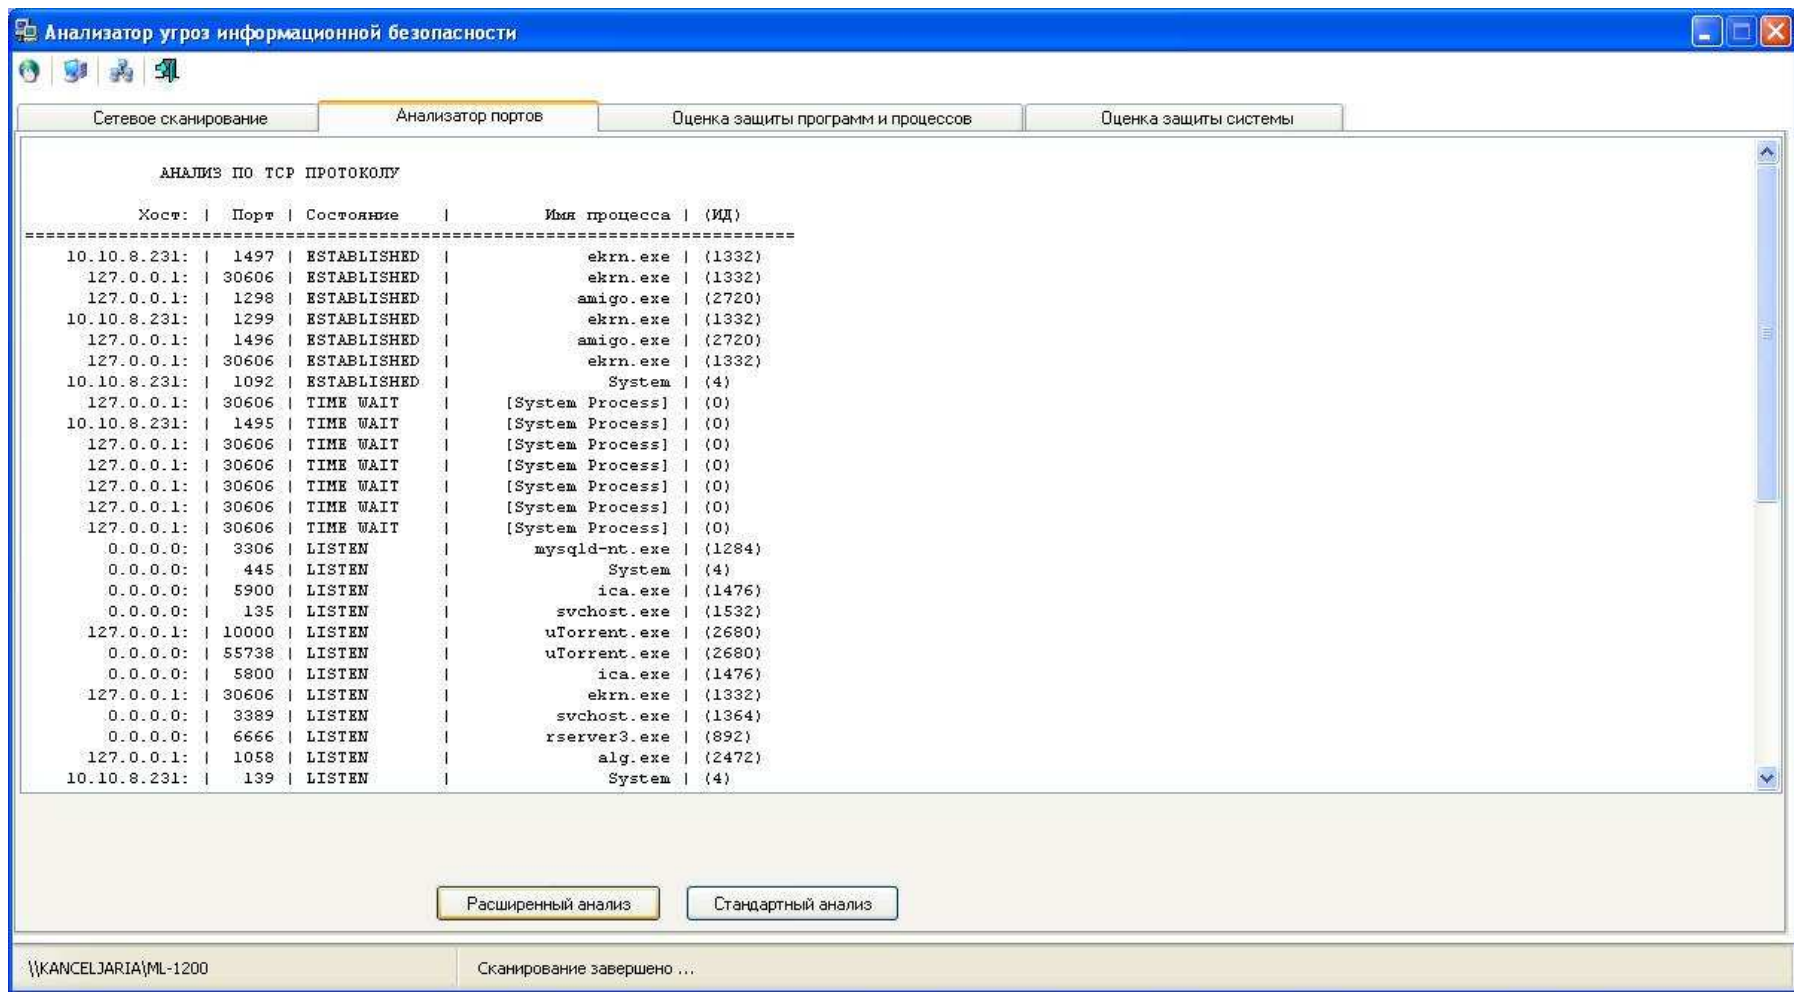 Анализатор угроз информационной безопасности
Сетевое сканирование Анализатор портов Оценка защиты программ и процессов Оценка защиты системы
АНАЛИЗ ПО TCP ПРОТОКОЛУ
Хост: | Порт | Состояние | Имя процесса | (ИД)
==========================================================================
10.10.8.231: | 1497 | ESTABLISHED | ekrn.exe | (1332)
127.0.0.1: | 30606 | ESTABLISHED | ekrn.exe | (1332)
127.0.0.1: | 1298 | ESTABLISHED | amigo.exe | (2720)
10.10.8.231: | 1299 | ESTABLISHED | ekrn.exe | (1332)
127.0.0.1: | 1496 | ESTABLISHED | amigo.exe | (2720)
127.0.0.1: | 30606 | ESTABLISHED | ekrn.exe | (1332)
10.10.8.231: | 1092 | ESTABLISHED | System | (4)
127.0.0.1: | 30606 | TIME WAIT | [System Process] | (0)
10.10.8.231: | 1495 | TIME WAIT | [System Process] | (0)
127.0.0.1: | 30606 | TIME WAIT | [System Process] | (0)
127.0.0.1: | 30606 | TIME WAIT | [System Process] | (0)
127.0.0.1: | 30606 | TIME WAIT | [System Process] | (0)
127.0.0.1: | 30606 | TIME WAIT | [System Process] | (0)
127.0.0.1: | 30606 | TIME WAIT | [System Process] | (0)
0.0.0.0: | 3306 | LISTEN | mysqld-nt.exe | (1284)
0.0.0.0: | 445 | LISTEN | System | (4)
0.0.0.0: | 5900 | LISTEN | ica.exe | (1476)
0.0.0.0: | 135 | LISTEN | svchost.exe | (1532)
127.0.0.1: | 10000 | LISTEN | uTorrent.exe | (2680)
0.0.0.0: | 55738 | LISTEN | uTorrent.exe | (2680)
0.0.0.0: | 5800 | LISTEN | ica.exe | (1476)
127.0.0.1: | 30606 | LISTEN | ekrn.exe | (1332)
0.0.0.0: | 3389 | LISTEN | svchost.exe | (1364)
0.0.0.0: | 6666 | LISTEN | rserver3.exe | (892)
127.0.0.1: | 1058 | LISTEN | alg.exe | (2472)
10.10.8.231: | 139 | LISTEN | System | (4)
Расширенный анализ Стандартный анализ
\\KANCELJARIA\ML-1200 Сканирование завершено ...